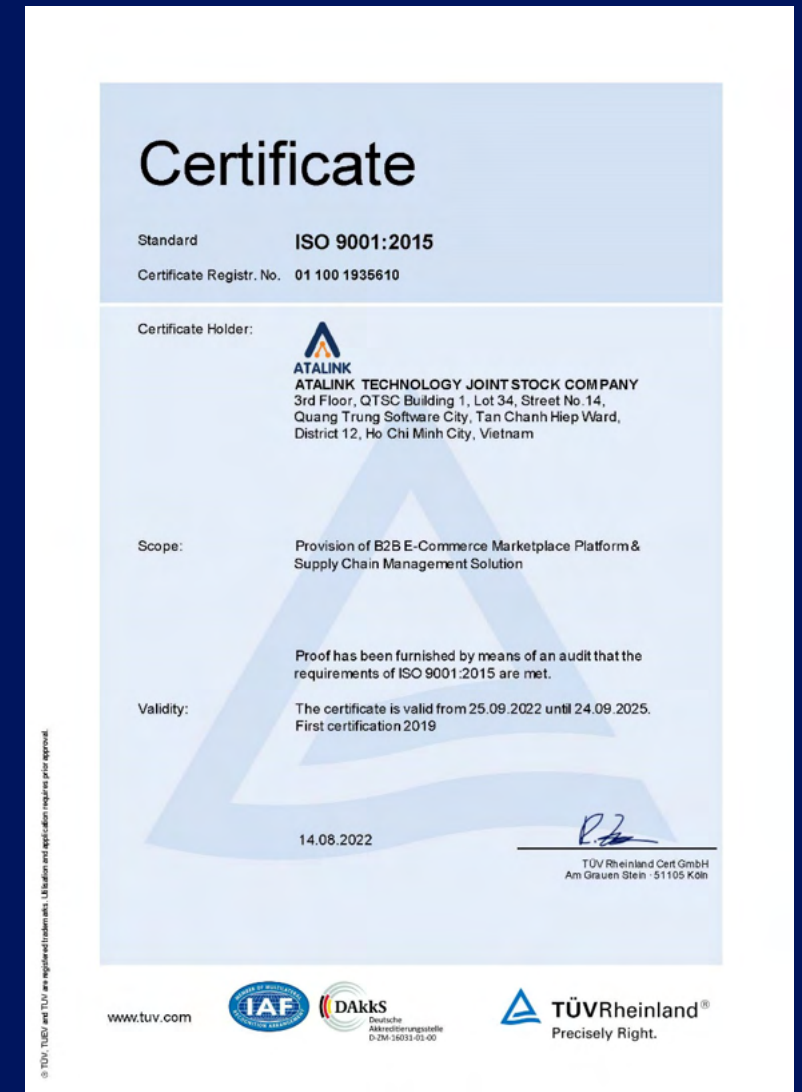 Certificate
Standard ISO 9001:2015
Certificate Registr. No. 01 100 1935610
Certificate Holder:
ATALINK
ATALINK TECHNOLOGY JOINT STOCK COMPANY
3rd Floor, QTSC Building 1, Lot 34, Street No.14,
Quang Trung Software City, Tan Chanh Hiep Ward,
District 12, Ho Chi Minh City, Vietnam
Scope: Provision of B2B E-Commerce Marketplace Platform &
Supply Chain Management Solution
Proof has been furnished by means of an audit that the
requirements of ISO 9001:2015 are met.
Validity: The certificate is valid from 25.09.2022 until 24.09.2025.
First certification 2019
14.08.2022
TÜV Rheinland Cert GmbH
Am Grauen Stein · 51105 Köln
® TÜV, TUEV and TUV are registered trademarks. Utilisation and application requires prior approval.
www.tuv.com
MEMBER OF MULTILATERAL
IAF
RECOGNITION ARRANGEMENT
DAkkS
Deutsche
Akkreditierungsstelle
D-ZM-16031-01-00
TÜVRheinland®
Precisely Right.